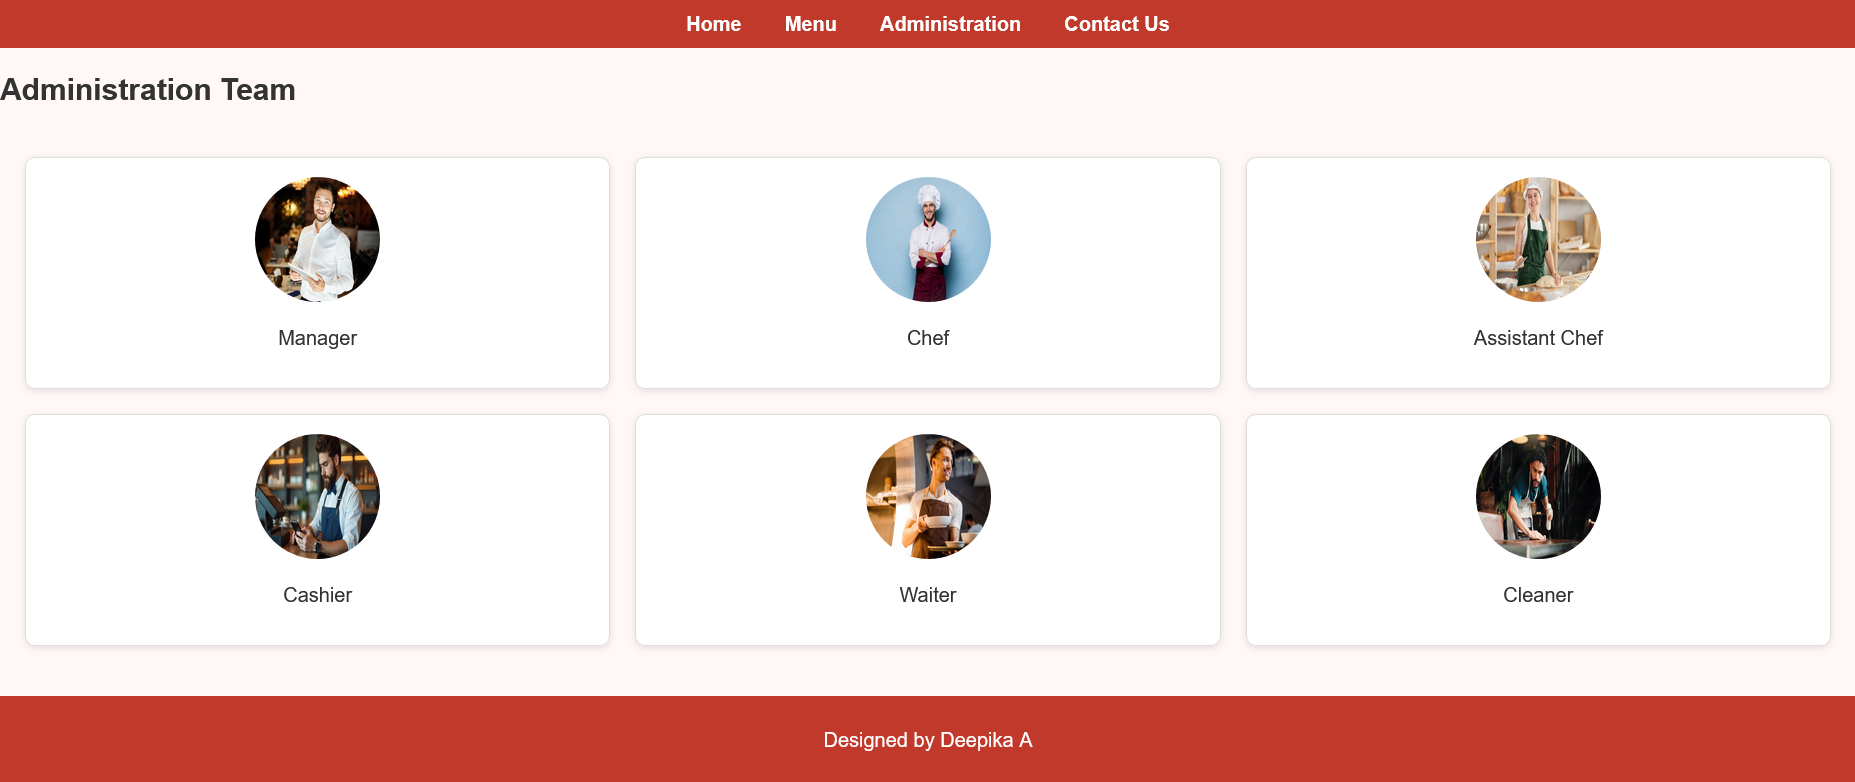 Home Menu Administration Contact Us
Administration Team
Manager Chef Assistant Chef
Cashier Waiter Cleaner
Designed by Deepika A